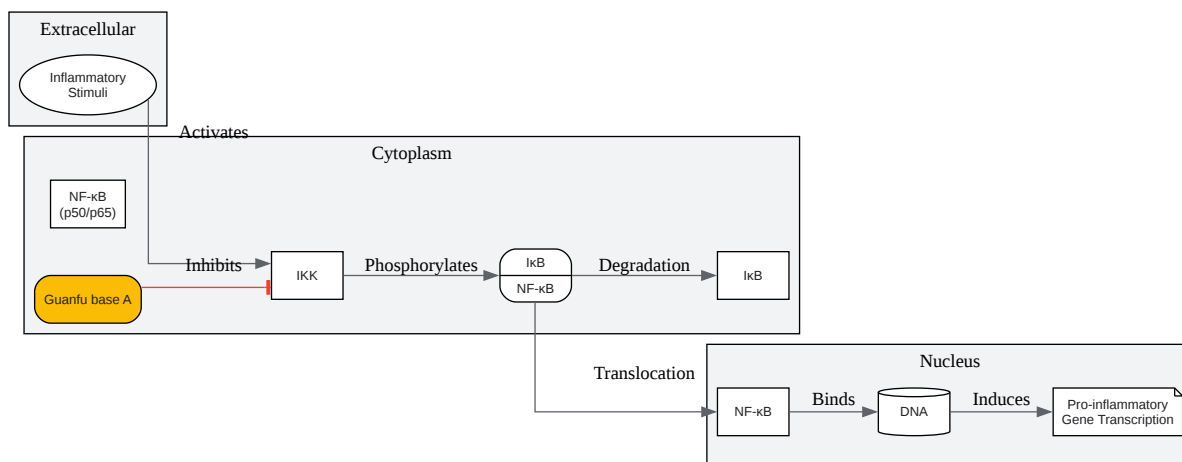 Extracellular
Inflammatory
Stimuli
Activates
Cytoplasm
NF-κB
(p50/p65)
Inhibits
Guanfu base A
IKK
Phosphorylates
IκB
NF-κB
Degradation
IκB
Translocation
Nucleus
NF-κB
Binds
DNA
Induces
Pro-inflammatory
Gene Transcription